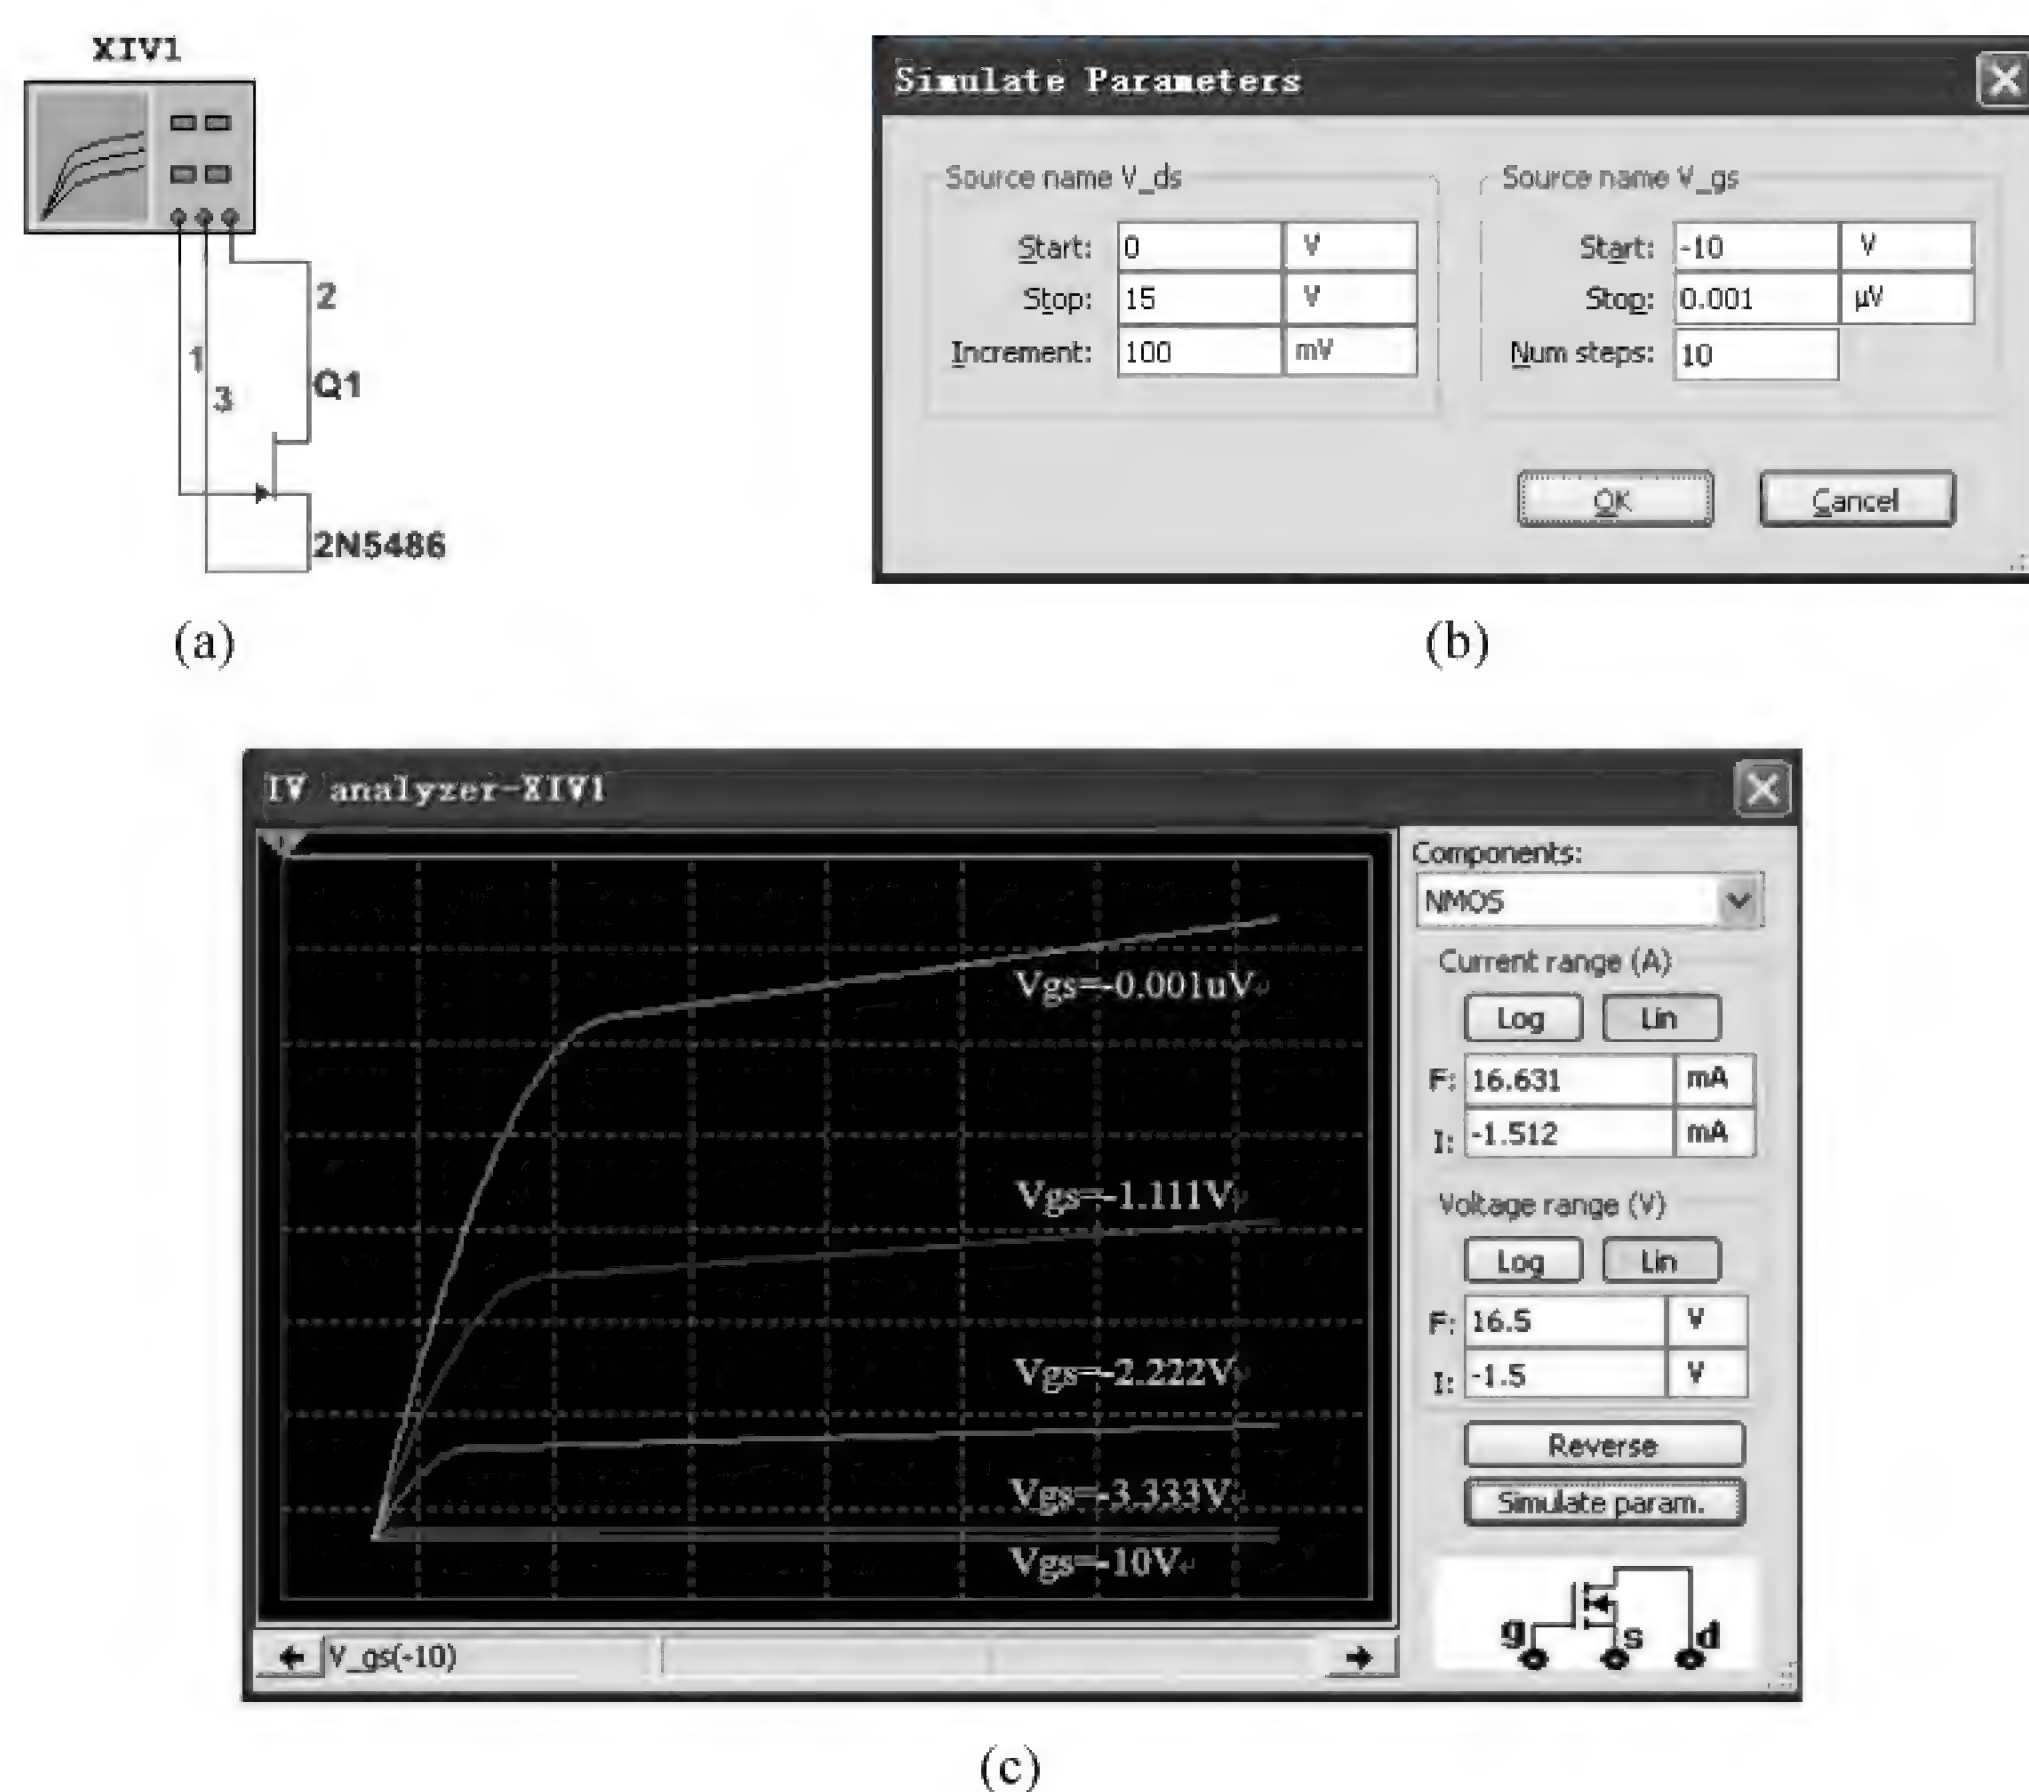 XIV1
2
1
3
Q1
2N5486
(a)
Simulate Parameters
Source name V_ds
Start: 0 V
Stop: 15 V
Increment: 100 mV
Source name V_gs
Start: -10 V
Stop: 0.001 µV
Num steps: 10
OK Cancel
(b)
IV analyzer-XIV1
Vgs=-0.001uV
Vgs=-1.111V
Vgs=-2.222V
Vgs=-3.333V
Vgs=-10V
V_gs(-10)
Components:
NMOS
Current range (A)
Log Lin
F: 16.631 mA
I: -1.512 mA
Voltage range (V)
Log Lin
F: 16.5 V
I: -1.5 V
Reverse
Simulate param.
g s d
(c)